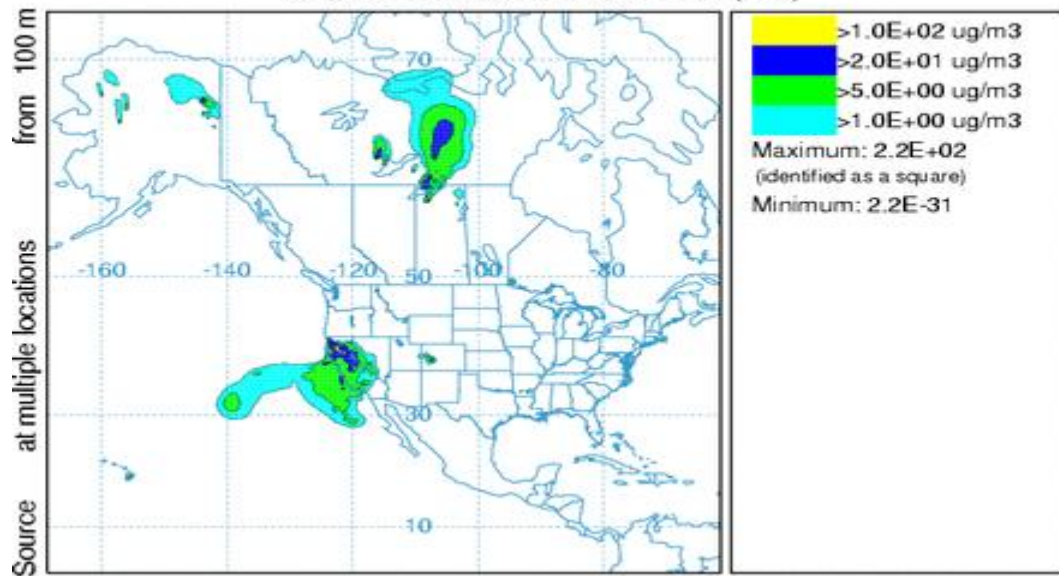 Source at multiple locations from 100 m
70
-160 -140 -120 -100 -80
50
30
10
>1.0E+02 ug/m3
>2.0E+01 ug/m3
>5.0E+00 ug/m3
>1.0E+00 ug/m3
Maximum: 2.2E+02
(identified as a square)
Minimum: 2.2E-31